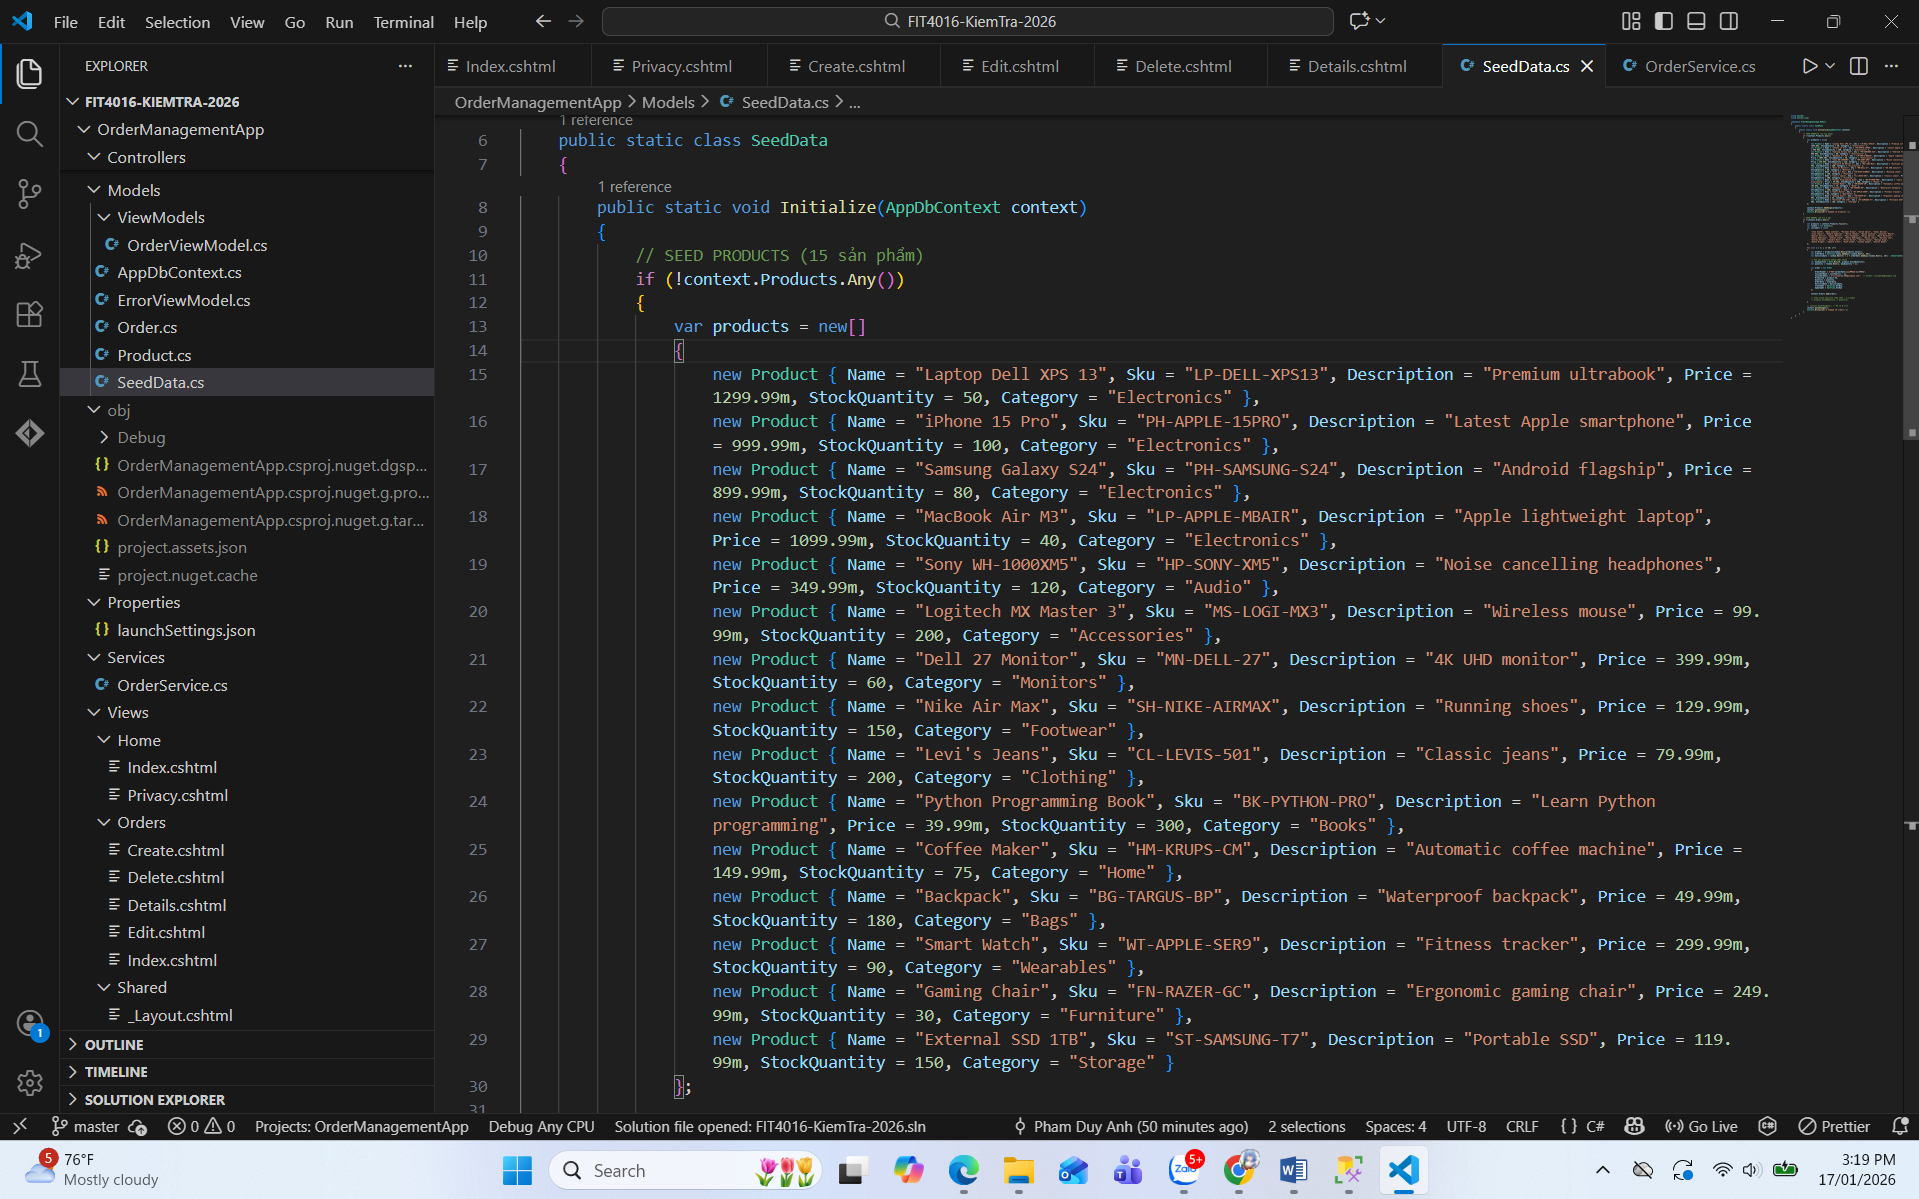 File Edit Selection View Go Run Terminal Help
FIT4016-KiemTra-2026
EXPLORER
FIT4016-KIEMTRA-2026
OrderManagementApp
Controllers
Models
ViewModels
OrderViewModel.cs
AppDbContext.cs
ErrorViewModel.cs
Order.cs
Product.cs
SeedData.cs
obj
Debug
OrderManagementApp.csproj.nuget.dgsp...
OrderManagementApp.csproj.nuget.g.pro...
OrderManagementApp.csproj.nuget.g.tar...
project.assets.json
project.nuget.cache
Properties
launchSettings.json
Services
OrderService.cs
Views
Home
Index.cshtml
Privacy.cshtml
Orders
Create.cshtml
Delete.cshtml
Details.cshtml
Edit.cshtml
Index.cshtml
Shared
_Layout.cshtml
OUTLINE
TIMELINE
SOLUTION EXPLORER
1
Index.cshtml Privacy.cshtml Create.cshtml Edit.cshtml Delete.cshtml Details.cshtml SeedData.cs OrderService.cs
OrderManagementApp > Models > SeedData.cs > ...
1 reference
6 public static class SeedData
7 {
1 reference
8 public static void Initialize(AppDbContext context)
9 {
10 // SEED PRODUCTS (15 sản phẩm)
11 if (!context.Products.Any())
12 {
13 var products = new[]
14 {
15 new Product { Name = "Laptop Dell XPS 13", Sku = "LP-DELL-XPS13", Description = "Premium ultrabook", Price =
1299.99m, StockQuantity = 50, Category = "Electronics" },
16 new Product { Name = "iPhone 15 Pro", Sku = "PH-APPLE-15PRO", Description = "Latest Apple smartphone", Price
= 999.99m, StockQuantity = 100, Category = "Electronics" },
17 new Product { Name = "Samsung Galaxy S24", Sku = "PH-SAMSUNG-S24", Description = "Android flagship", Price =
899.99m, StockQuantity = 80, Category = "Electronics" },
18 new Product { Name = "MacBook Air M3", Sku = "LP-APPLE-MBAIR", Description = "Apple lightweight laptop",
Price = 1099.99m, StockQuantity = 40, Category = "Electronics" },
19 new Product { Name = "Sony WH-1000XM5", Sku = "HP-SONY-XM5", Description = "Noise cancelling headphones",
Price = 349.99m, StockQuantity = 120, Category = "Audio" },
20 new Product { Name = "Logitech MX Master 3", Sku = "MS-LOGI-MX3", Description = "Wireless mouse", Price = 99.
99m, StockQuantity = 200, Category = "Accessories" },
21 new Product { Name = "Dell 27 Monitor", Sku = "MN-DELL-27", Description = "4K UHD monitor", Price = 399.99m,
StockQuantity = 60, Category = "Monitors" },
22 new Product { Name = "Nike Air Max", Sku = "SH-NIKE-AIRMAX", Description = "Running shoes", Price = 129.99m,
StockQuantity = 150, Category = "Footwear" },
23 new Product { Name = "Levi's Jeans", Sku = "CL-LEVIS-501", Description = "Classic jeans", Price = 79.99m,
StockQuantity = 200, Category = "Clothing" },
24 new Product { Name = "Python Programming Book", Sku = "BK-PYTHON-PRO", Description = "Learn Python
programming", Price = 39.99m, StockQuantity = 300, Category = "Books" },
25 new Product { Name = "Coffee Maker", Sku = "HM-KRUPS-CM", Description = "Automatic coffee machine", Price =
149.99m, StockQuantity = 75, Category = "Home" },
26 new Product { Name = "Backpack", Sku = "BG-TARGUS-BP", Description = "Waterproof backpack", Price = 49.99m,
StockQuantity = 180, Category = "Bags" },
27 new Product { Name = "Smart Watch", Sku = "WT-APPLE-SER9", Description = "Fitness tracker", Price = 299.99m,
StockQuantity = 90, Category = "Wearables" },
28 new Product { Name = "Gaming Chair", Sku = "FN-RAZER-GC", Description = "Ergonomic gaming chair", Price = 249.
99m, StockQuantity = 30, Category = "Furniture" },
29 new Product { Name = "External SSD 1TB", Sku = "ST-SAMSUNG-T7", Description = "Portable SSD", Price = 119.
99m, StockQuantity = 150, Category = "Storage" }
30 };
31
master 0 0 Projects: OrderManagementApp Debug Any CPU Solution file opened: FIT4016-KiemTra-2026.sln Pham Duy Anh (50 minutes ago) 2 selections Spaces: 4 UTF-8 CRLF {} C# Go Live Prettier
5 76°F
Mostly cloudy
Search
Zalo 5+
3:19 PM
17/01/2026